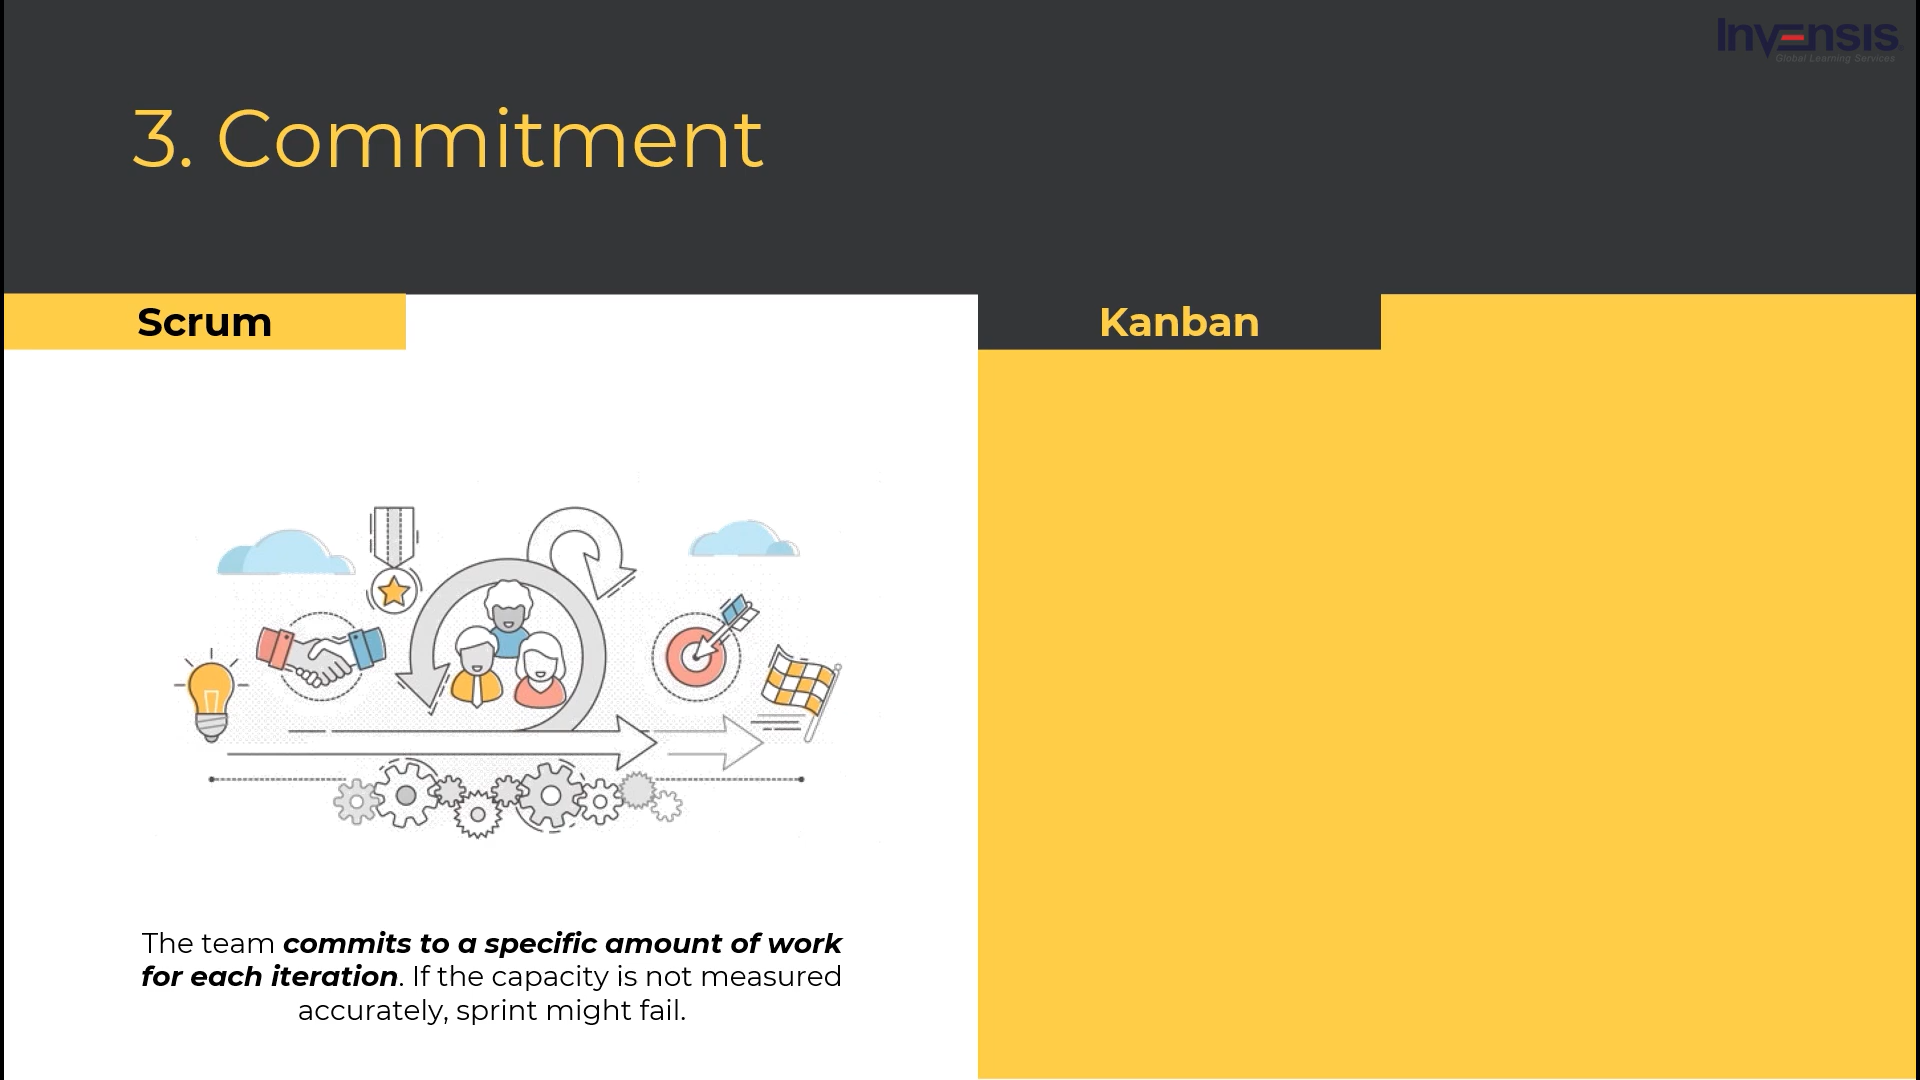 Invensis
Global Learning Services
3. Commitment
Scrum
Kanban
The team commits to a specific amount of work
for each iteration. If the capacity is not measured
accurately, sprint might fail.